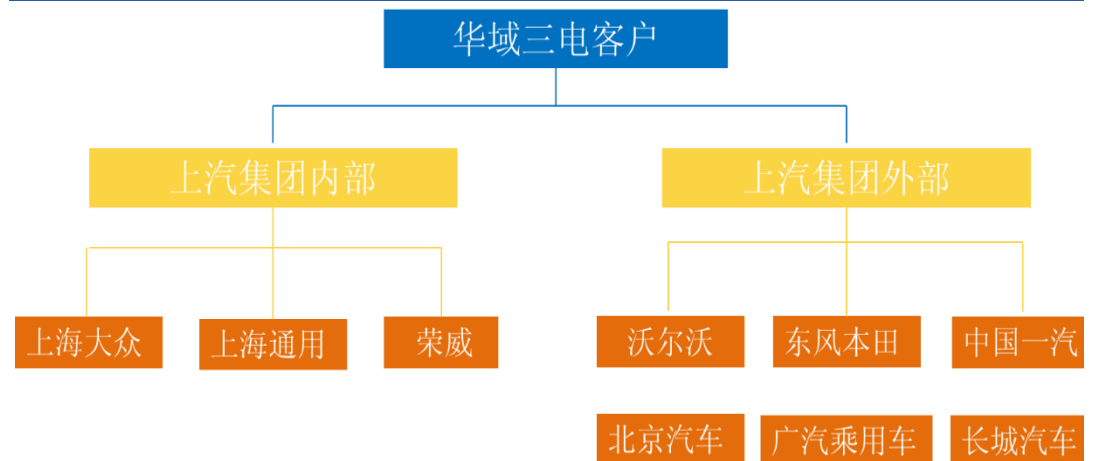 华域三电客户
上汽集团内部
上汽集团外部
上海大众
上海通用
荣威
沃尔沃
东风本田
中国一汽
北京汽车
广汽乘用车
长城汽车